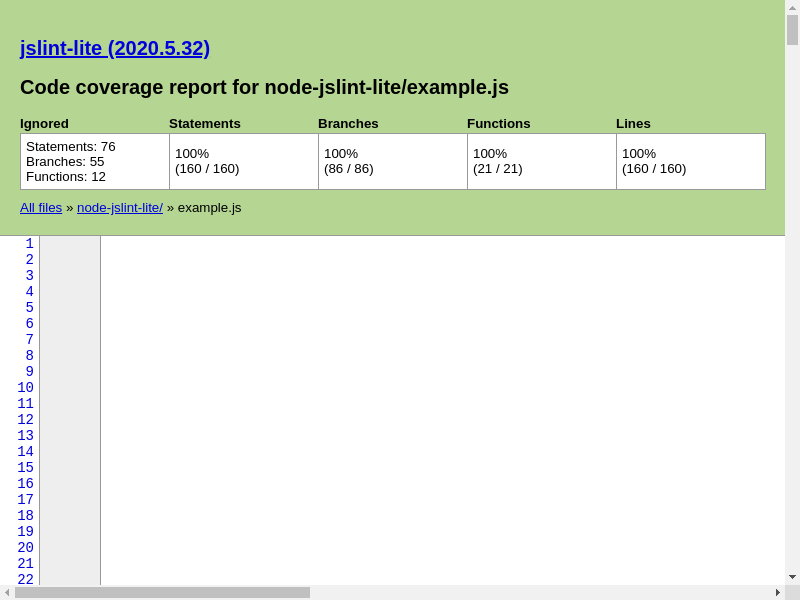 jslint-lite (2020.5.32)
Code coverage report for node-jslint-lite/example.js
Ignored Statements Branches Functions Lines
Statements: 76
Branches: 55
Functions: 12
100%
(160 / 160)
100%
(86 / 86)
100%
(21 / 21)
100%
(160 / 160)
All files » node-jslint-lite/ » example.js
1
2
3
4
5
6
7
8
9
10
11
12
13
14
15
16
17
18
19
20
21
22